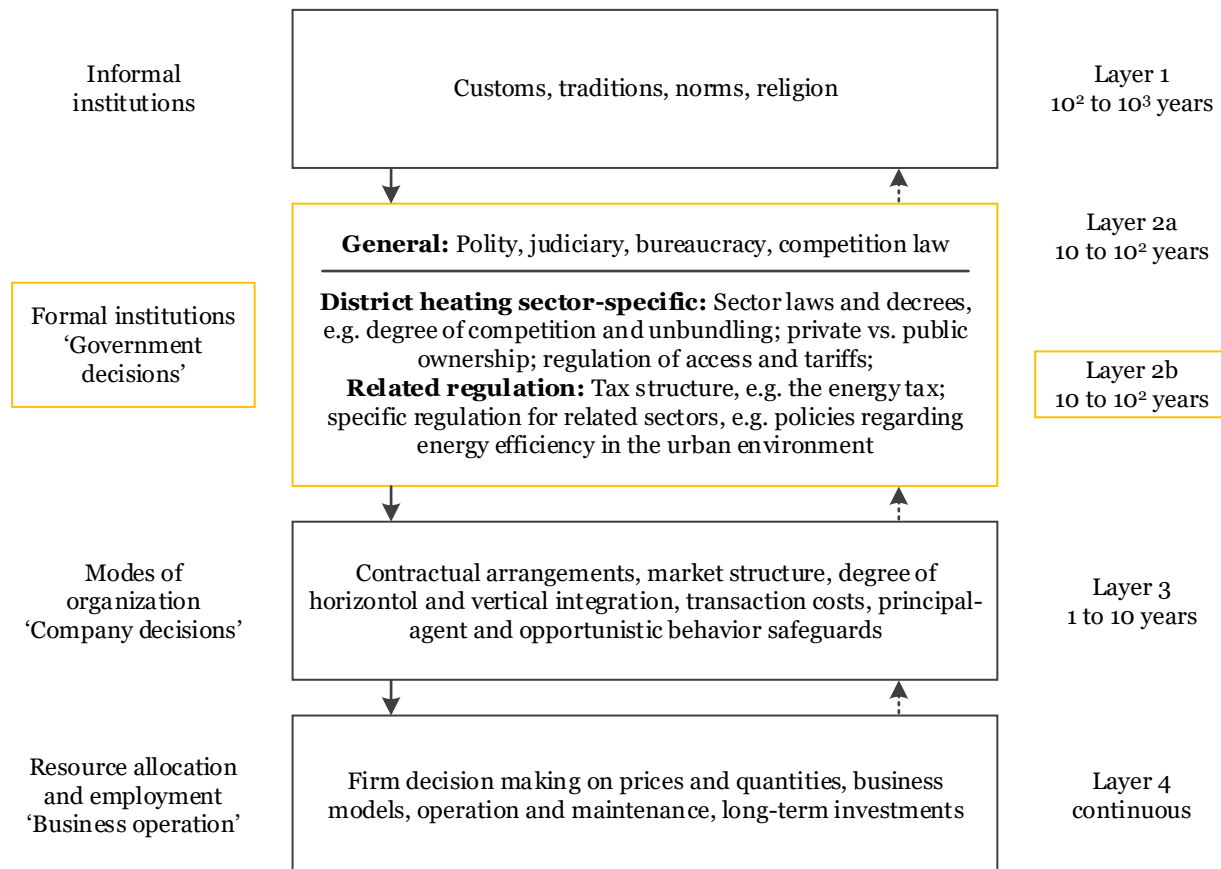 Informal
institutions
Customs, traditions, norms, religion
Layer 1
10² to 10³ years
General: Polity, judiciary, bureaucracy, competition law
Layer 2a
10 to 10² years
Formal institutions
‘Government
decisions’
District heating sector-specific: Sector laws and decrees,
e.g. degree of competition and unbundling; private vs. public
ownership; regulation of access and tariffs;
Related regulation: Tax structure, e.g. the energy tax;
specific regulation for related sectors, e.g. policies regarding
energy efficiency in the urban environment
Layer 2b
10 to 10² years
Modes of
organization
‘Company decisions’
Contractual arrangements, market structure, degree of
horizontol and vertical integration, transaction costs, principal-
agent and opportunistic behavior safeguards
Layer 3
1 to 10 years
Resource allocation
and employment
‘Business operation’
Firm decision making on prices and quantities, business
models, operation and maintenance, long-term investments
Layer 4
continuous